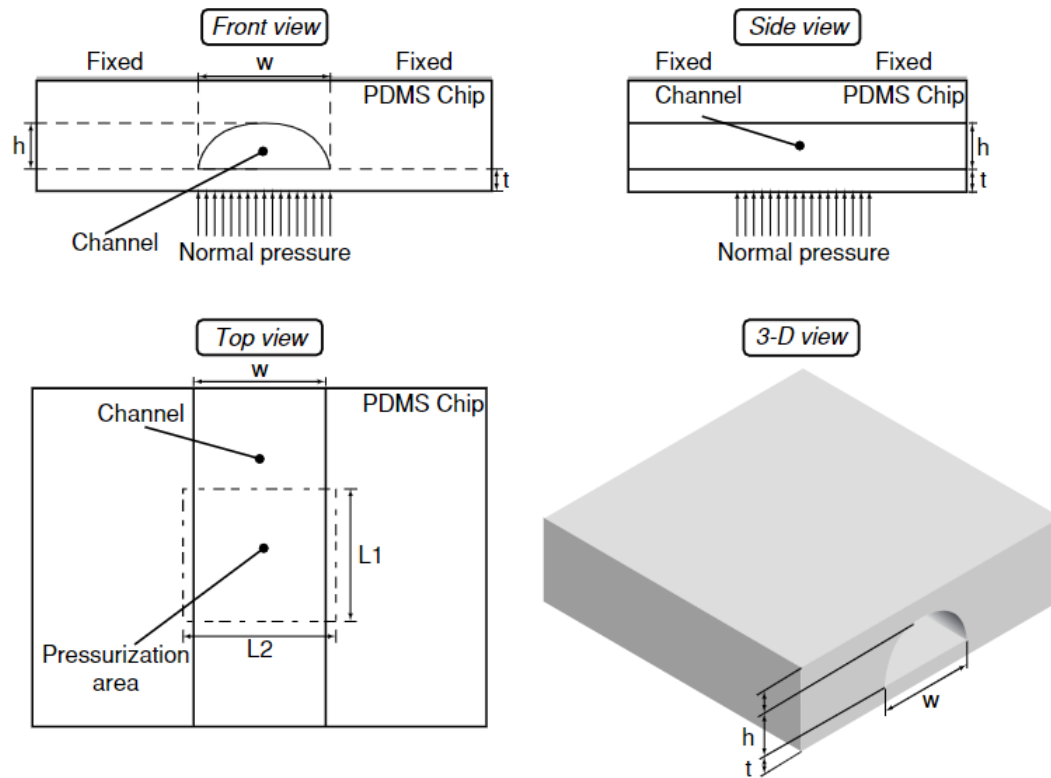 Front view
Fixed
w
Fixed
PDMS Chip
h
t
Channel
Normal pressure
Side view
Fixed
Fixed
Channel
PDMS Chip
h
t
Normal pressure
Top view
w
Channel
PDMS Chip
L1
L2
Pressurization
area
3-D view
w
h
t